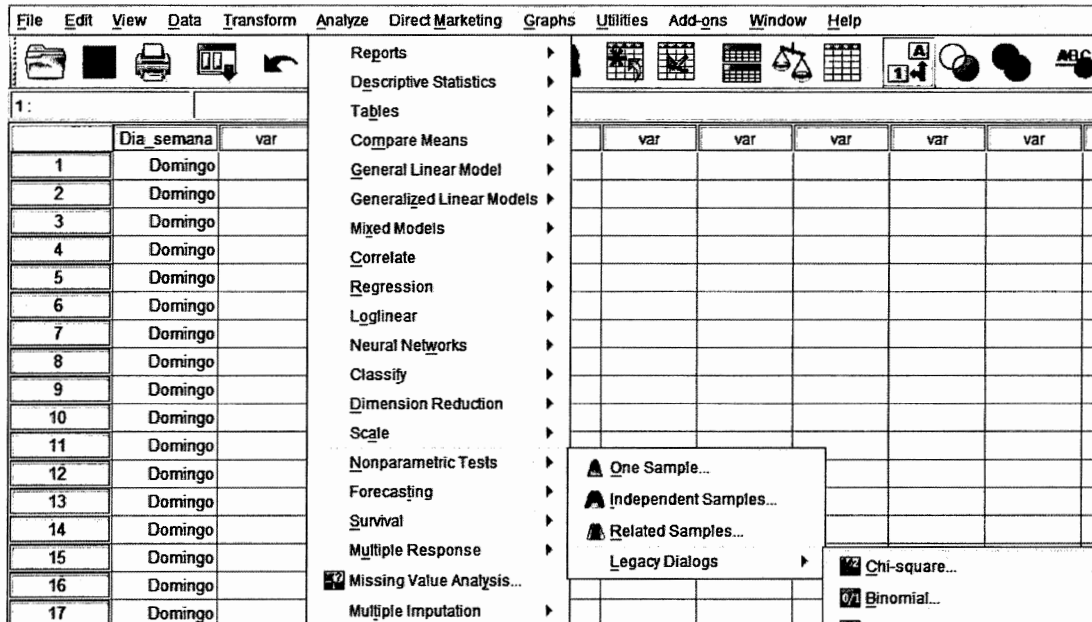 File Edit View Data Transform Analyze Direct Marketing Graphs Utilities Add-ons Window Help
1:
Dia_semana var var var var var var
Reports
Descriptive Statistics
Tables
Compare Means
General Linear Model
Generalized Linear Models
Mixed Models
Correlate
Regression
Loglinear
Neural Networks
Classify
Dimension Reduction
Scale
Nonparametric Tests
Forecasting
Survival
Multiple Response
Missing Value Analysis...
Multiple Imputation
One Sample...
Independent Samples...
Related Samples...
Legacy Dialogs
Chi-square...
Binomial...
1 Domingo
2 Domingo
3 Domingo
4 Domingo
5 Domingo
6 Domingo
7 Domingo
8 Domingo
9 Domingo
10 Domingo
11 Domingo
12 Domingo
13 Domingo
14 Domingo
15 Domingo
16 Domingo
17 Domingo